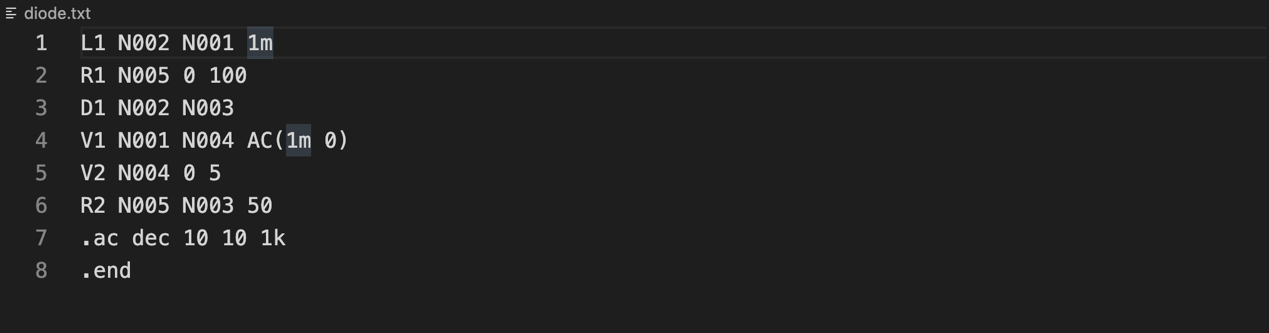 diode.txt
1 L1 N002 N001 1m
2 R1 N005 0 100
3 D1 N002 N003
4 V1 N001 N004 AC(1m 0)
5 V2 N004 0 5
6 R2 N005 N003 50
7 .ac dec 10 10 1k
8 .end